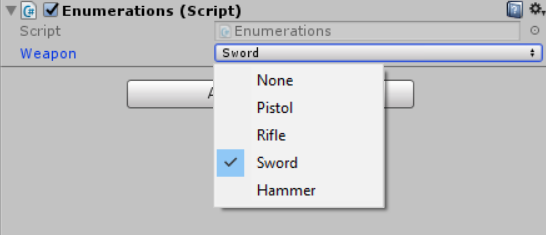 Enumerations (Script)
Script
Enumerations
Weapon
Sword
None
Pistol
Rifle
Sword
Hammer